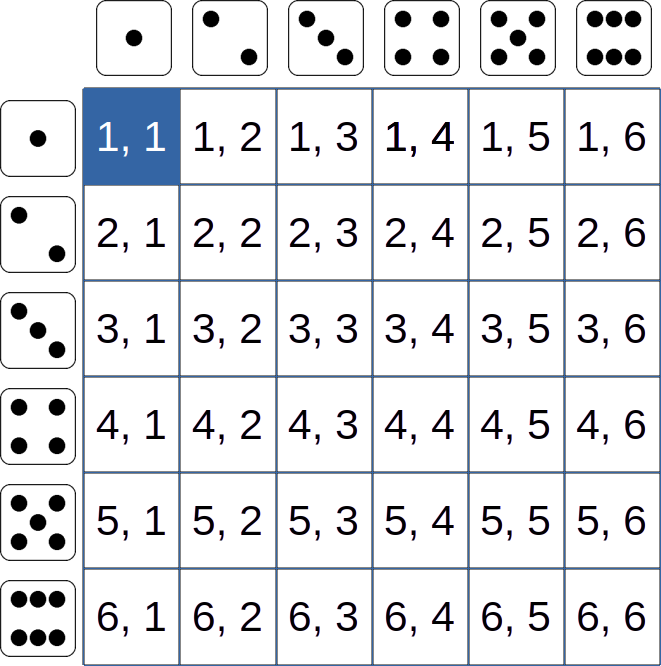 1, 1 1, 2 1, 3 1, 4 1, 5 1, 6
2, 1 2, 2 2, 3 2, 4 2, 5 2, 6
3, 1 3, 2 3, 3 3, 4 3, 5 3, 6
4, 1 4, 2 4, 3 4, 4 4, 5 4, 6
5, 1 5, 2 5, 3 5, 4 5, 5 5, 6
6, 1 6, 2 6, 3 6, 4 6, 5 6, 6